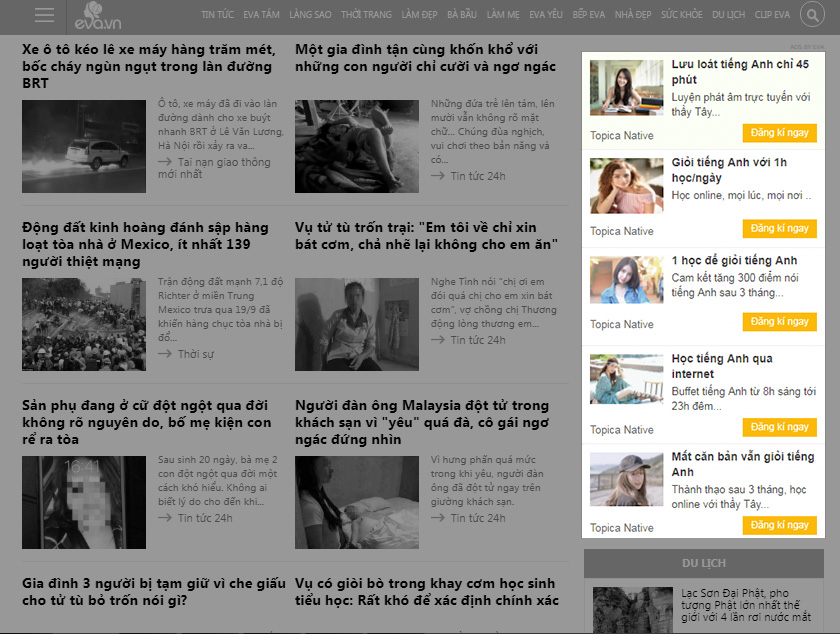 eva.vn
TIN TỨC EVA TÁM LÀNG SAO THỜI TRANG LÀM ĐẸP BÀ BẦU LÀM MẸ EVA YÊU BẾP EVA NHÀ ĐẸP SỨC KHỎE DU LỊCH CLIP EVA
Xe ô tô kéo lê xe máy hàng trăm mét,
bốc cháy ngùn ngụt trong làn đường
BRT
Ô tô, xe máy đã đi vào làn
đường dành cho xe buýt
nhanh BRT ở Lê Văn Lương,
Hà Nội rồi xảy ra va...
Tai nạn giao thông
mới nhất
Một gia đình tận cùng khốn khổ với
những con người chỉ cười và ngơ ngác
Những đứa trẻ lên tám, lên
mười vẫn không rõ mặt
chữ... Chúng đùa nghịch,
vui chơi theo bản năng và
có...
Tin tức 24h
Động đất kinh hoàng đánh sập hàng
loạt tòa nhà ở Mexico, ít nhất 139
người thiệt mạng
Trận động đất mạnh 7,1 độ
Richter ở miền Trung
Mexico trưa qua 19/9 đã
khiến hàng chục tòa nhà bị
đổ...
Thời sự
Vụ tử tù trốn trại: "Em tôi về chỉ xin
bát cơm, chả nhẽ lại không cho em ăn"
Nghe Tình nói "chị ơi em
đói quá chị cho em xin bát
cơm", vợ chồng chị Thương
động lòng thương em...
Tin tức 24h
Sản phụ đang ở cữ đột ngột qua đời
không rõ nguyên do, bố mẹ kiện con
rể ra tòa
16:41
Sau sinh 20 ngày, bà mẹ 2
con đột ngột qua đời một
cách khó hiểu. Không ai
biết lý do cho đến khi...
Tin tức 24h
Người đàn ông Malaysia đột tử trong
khách sạn vì "yêu" quá đà, cô gái ngơ
ngác đứng nhìn
Vì hưng phấn quá mức
trong khi yêu, người đàn
ông đã đột tử ngay trên
giường khách sạn.
Tin tức 24h
Gia đình 3 người bị tạm giữ vì che giấu
cho tử tù bỏ trốn nói gì?
Vụ có giòi bò trong khay cơm học sinh
tiểu học: Rất khó để xác định chính xác
ADS BY EVA
Lưu loát tiếng Anh chỉ 45
phút
Luyện phát âm trực tuyến với
thầy Tây...
Topica Native
Đăng kí ngay
Giỏi tiếng Anh với 1h
học/ngày
Học online, mọi lúc, mọi nơi ..
Topica Native
Đăng kí ngay
1 học để giỏi tiếng Anh
Cam kết tăng 300 điểm nói
tiếng Anh sau 3 tháng...
Topica Native
Đăng kí ngay
Học tiếng Anh qua
internet
Buffet tiếng Anh từ 8h sáng tới
23h đêm...
Topica Native
Đăng kí ngay
Mất căn bản vẫn giỏi tiếng
Anh
Thành thạo sau 3 tháng, học
online với thầy Tây...
Topica Native
Đăng kí ngay
DU LỊCH
Lạc Sơn Đại Phật, pho
tượng Phật lớn nhất thế
giới với 4 lần rơi nước mắt